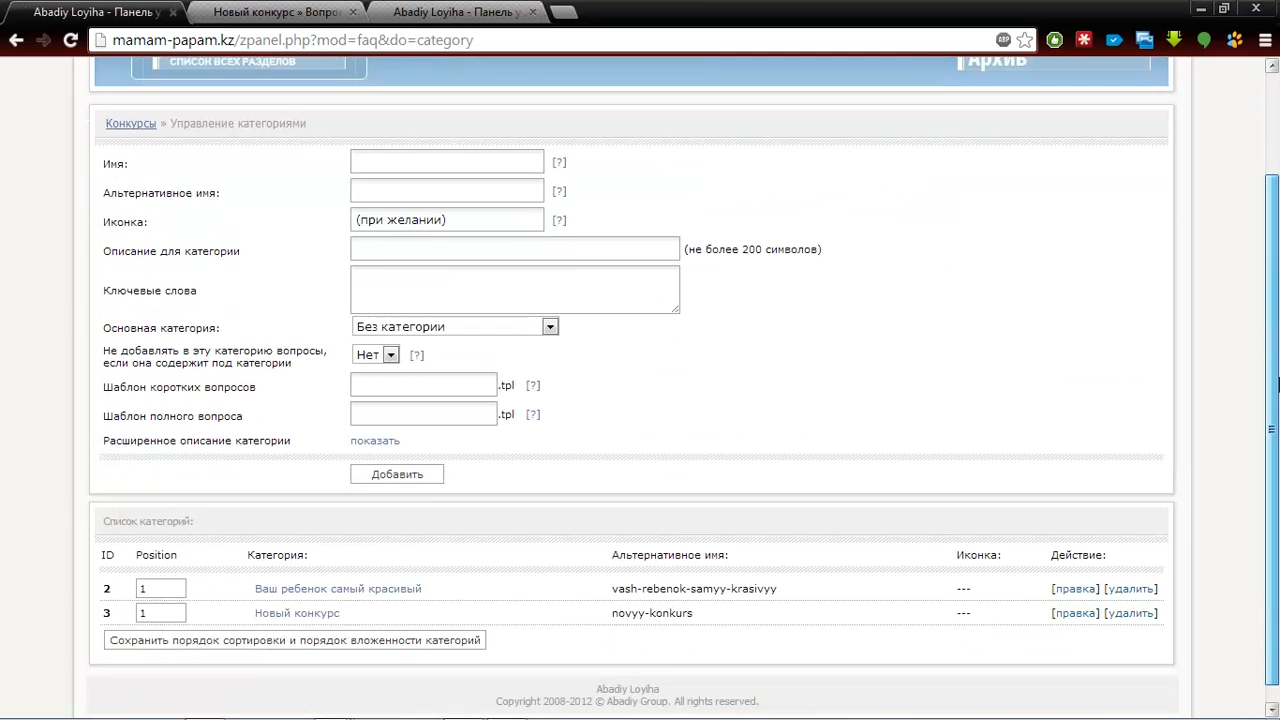 Abadiy Loyiha - Панель у
Новый конкурс » Вопро
Abadiy Loyiha - Панель у
mamam-papam.kz/zpanel.php?mod=faq&do=category
ABP
СПИСОК ВСЕХ РАЗДЕЛОВ
Архив
Конкурсы » Управление категориями
Имя: [?]
Альтернативное имя: [?]
Иконка: (при желании) [?]
Описание для категории (не более 200 символов)
Ключевые слова
Основная категория: Без категории
Не добавлять в эту категорию вопросы,
если она содержит под категории Нет [?]
Шаблон коротких вопросов .tpl [?]
Шаблон полного вопроса .tpl [?]
Расширенное описание категории показать
Добавить
Список категорий:
ID Position Категория: Альтернативное имя: Иконка: Действие:
2 1 Ваш ребенок самый красивый vash-rebenok-samyy-krasivyy --- [правка] [удалить]
3 1 Новый конкурс novyy-konkurs --- [правка] [удалить]
Сохранить порядок сортировки и порядок вложенности категорий
Abadiy Loyiha
Copyright 2008-2012 © Abadiy Group. All rights reserved.